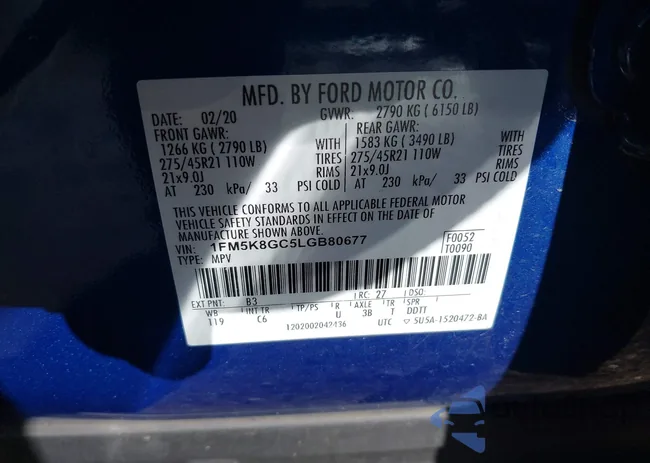 MFD. BY FORD MOTOR CO.
DATE: 02/20 GVWR: 2790 KG ( 6150 LB)
FRONT GAWR: REAR GAWR:
1266 KG ( 2790 LB) WITH 1583 KG ( 3490 LB) WITH
275/45R21 110W TIRES 275/45R21 110W TIRES
21x9.0J RIMS 21x9.0J RIMS
AT 230 kPa/ 33 PSI COLD AT 230 kPa/ 33 PSI COLD
THIS VEHICLE CONFORMS TO ALL APPLICABLE FEDERAL MOTOR
VEHICLE SAFETY STANDARDS IN EFFECT ON THE DATE OF
MANUFACTURE SHOWN ABOVE.
VIN: 1FM5K8GC5LGB80677 F0052
TYPE: MPV T0090
EXT PNT: B3 RC: 27 DSO:
WB INT TR TP/PS R AXLE TR SPR
119 C6 U 3B T DDTT
1202002042436 UTC 5U5A-1520472-BA